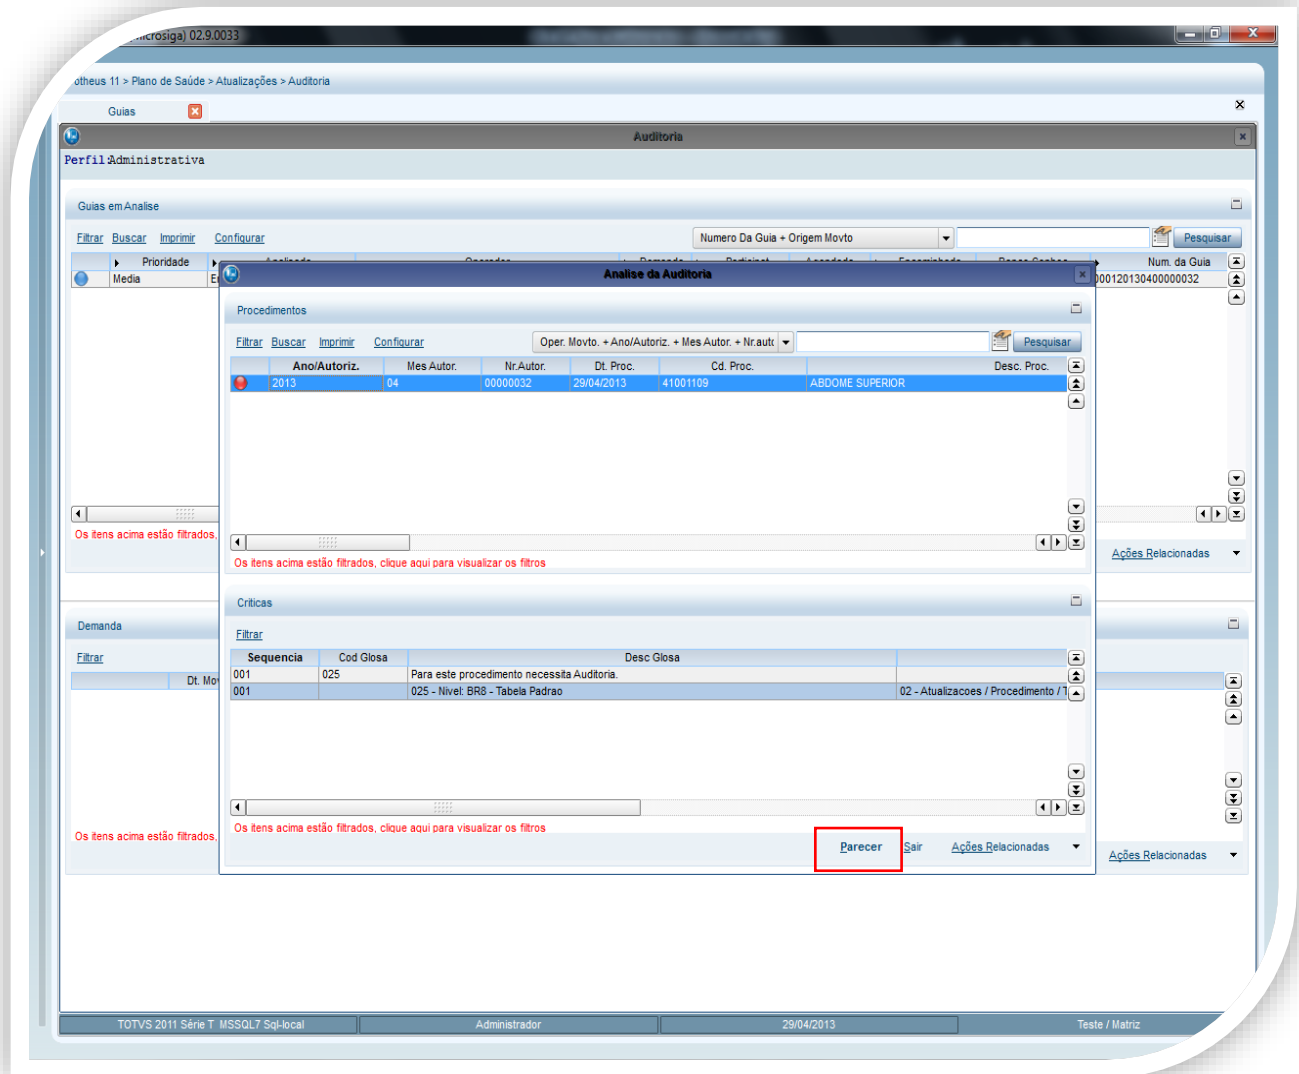 (Microsiga) 02.9.0033
otheus 11 > Plano de Saúde > Atualizações > Auditoria
Guias
Auditoria
Perfil:Administrativa
Guias em Analise
Filtrar Buscar Imprimir Configurar
Numero Da Guia + Origem Movto
Pesquisar
Prioridade
Num. da Guia
Media
000120130400000032
Analise da Auditoria
Procedimentos
Filtrar Buscar Imprimir Configurar
Oper. Movto. + Ano/Autoriz. + Mes Autor. + Nr.autc
Pesquisar
Ano/Autoriz. Mes Autor. Nr.Autor. Dt. Proc. Cd. Proc. Desc. Proc.
2013 04 00000032 29/04/2013 41001109 ABDOME SUPERIOR
Os itens acima estão filtrados, clique aqui para visualizar os filtros
Os itens acima estão filtrados,
Ações Relacionadas
Criticas
Filtrar
Sequencia Cod Glosa Desc Glosa
001 025 Para este procedimento necessita Auditoria.
001 025 - Nivel: BR8 - Tabela Padrao 02 - Atualizacoes / Procedimento / T
Os itens acima estão filtrados, clique aqui para visualizar os filtros
Parecer Sair Ações Relacionadas
Demanda
Filtrar
Dt. Mov
Os itens acima estão filtrados,
Ações Relacionadas
TOTVS 2011 Série T MSSQL7 Sql-local Administrador 29/04/2013 Teste / Matriz